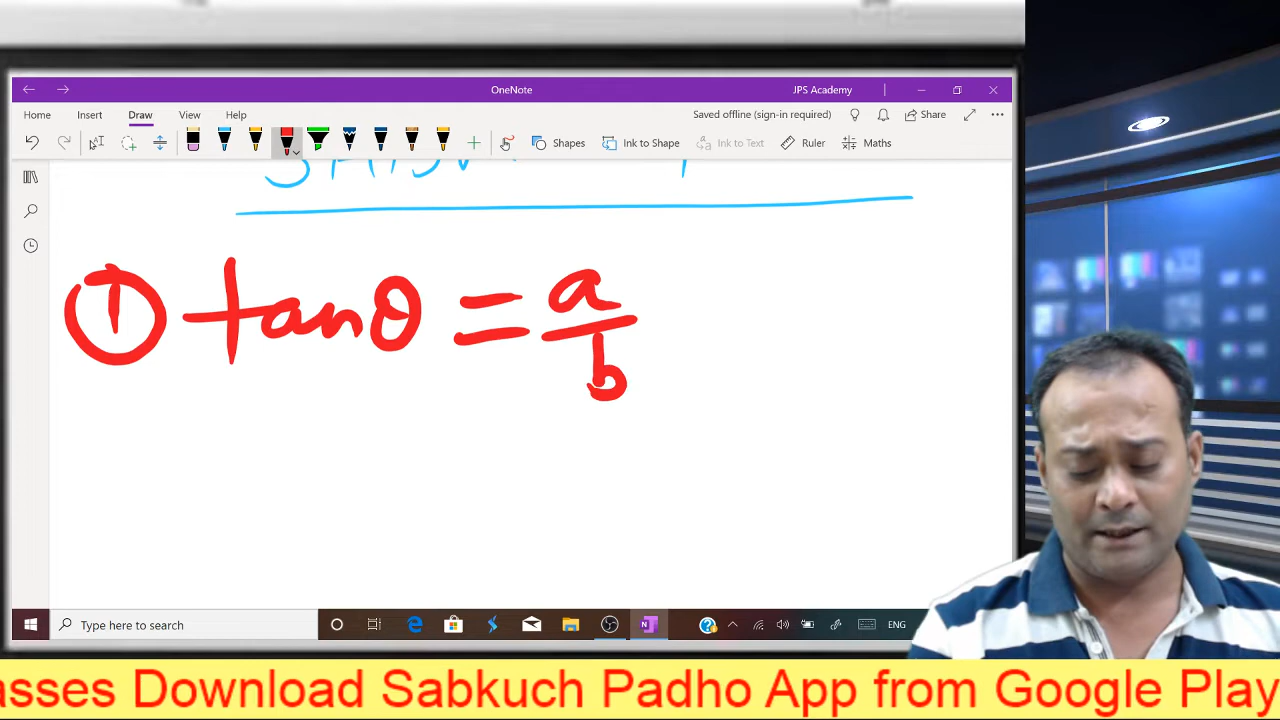 OneNote
JPS Academy
Home Insert Draw View Help
Saved offline (sign-in required)
Share
Shapes
Ink to Shape
Ink to Text
Ruler
Maths
① tanθ = a/b
Type here to search
ENG
asses Download Sabkuch Padho App from Google Play